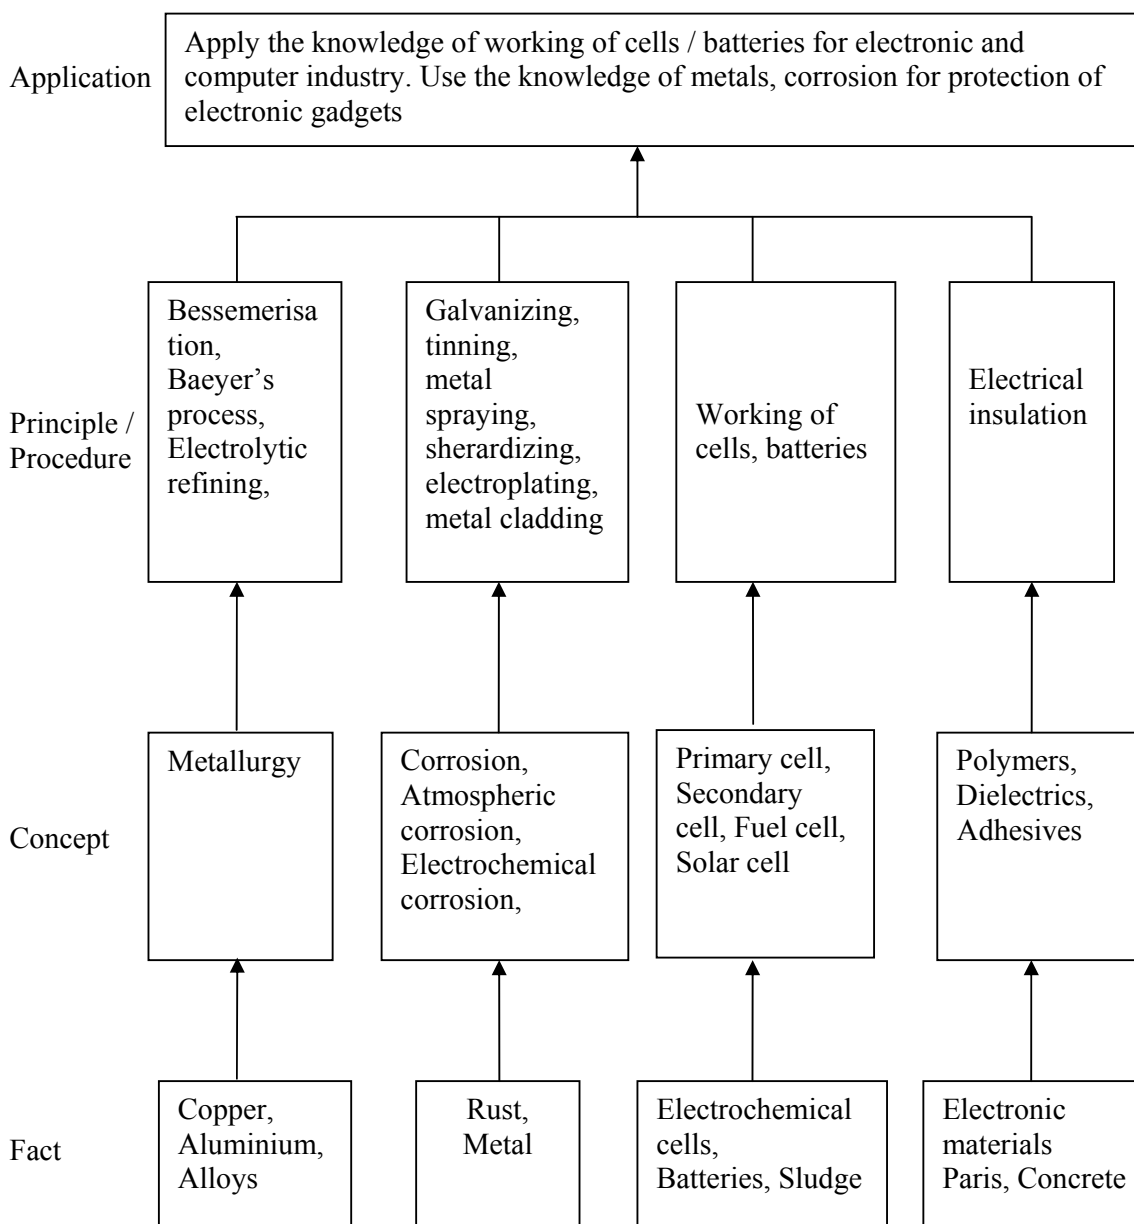 Application
Apply the knowledge of working of cells / batteries for electronic and
computer industry. Use the knowledge of metals, corrosion for protection of
electronic gadgets
Principle /
Procedure
Bessemerisa
tion,
Baeyer’s
process,
Electrolytic
refining,
Galvanizing,
tinning,
metal
spraying,
sherardizing,
electroplating,
metal cladding
Working of
cells, batteries
Electrical
insulation
Concept
Metallurgy
Corrosion,
Atmospheric
corrosion,
Electrochemical
corrosion,
Primary cell,
Secondary
cell, Fuel cell,
Solar cell
Polymers,
Dielectrics,
Adhesives
Fact
Copper,
Aluminium,
Alloys
Rust,
Metal
Electrochemical
cells,
Batteries, Sludge
Electronic
materials
Paris, Concrete